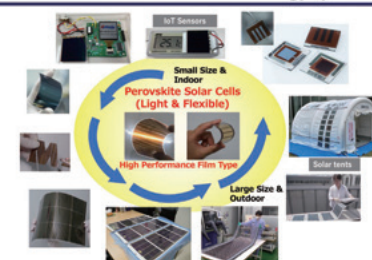 IoT Sensors
Small Size &
Indoor
Perovskite Solar Cells
(Light & Flexible)
High Performance Film Type
Solar tents
Large Size &
Outdoor